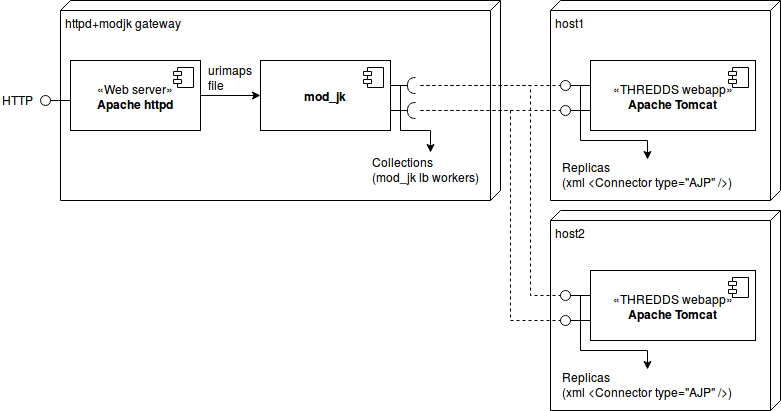 httpd+modjk gateway
HTTP
«Web server»
Apache httpd
urimaps
file
mod_jk
Collections
(mod_jk lb workers)
host1
«THREDDS webapp»
Apache Tomcat
Replicas
(xml <Connector type="AJP" />)
host2
«THREDDS webapp»
Apache Tomcat
Replicas
(xml <Connector type="AJP" />)